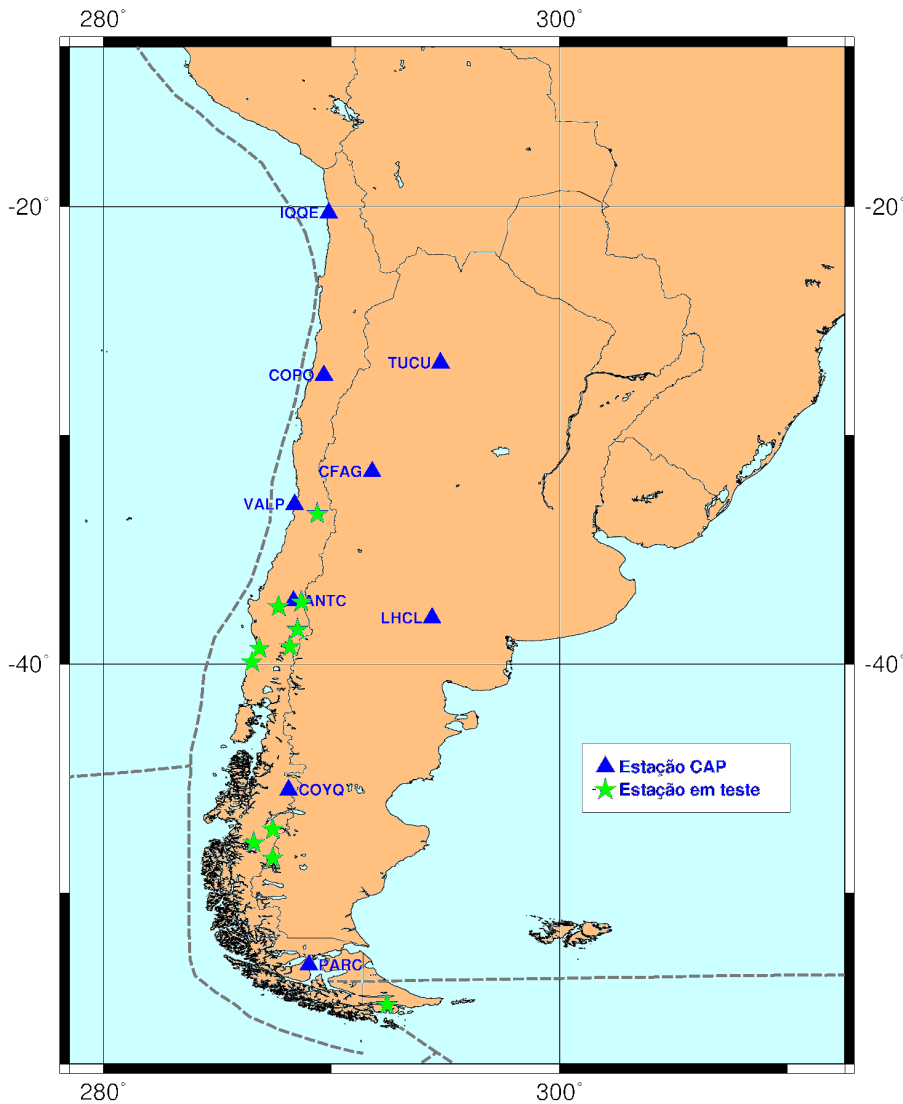 280° 300°
-20° -20°
IQQE
TUCU
COPO
CFAG
VALP
ANTC
LHCL
-40° -40°
Estação CAP
COYQ
Estação em teste
PARC
280° 300°